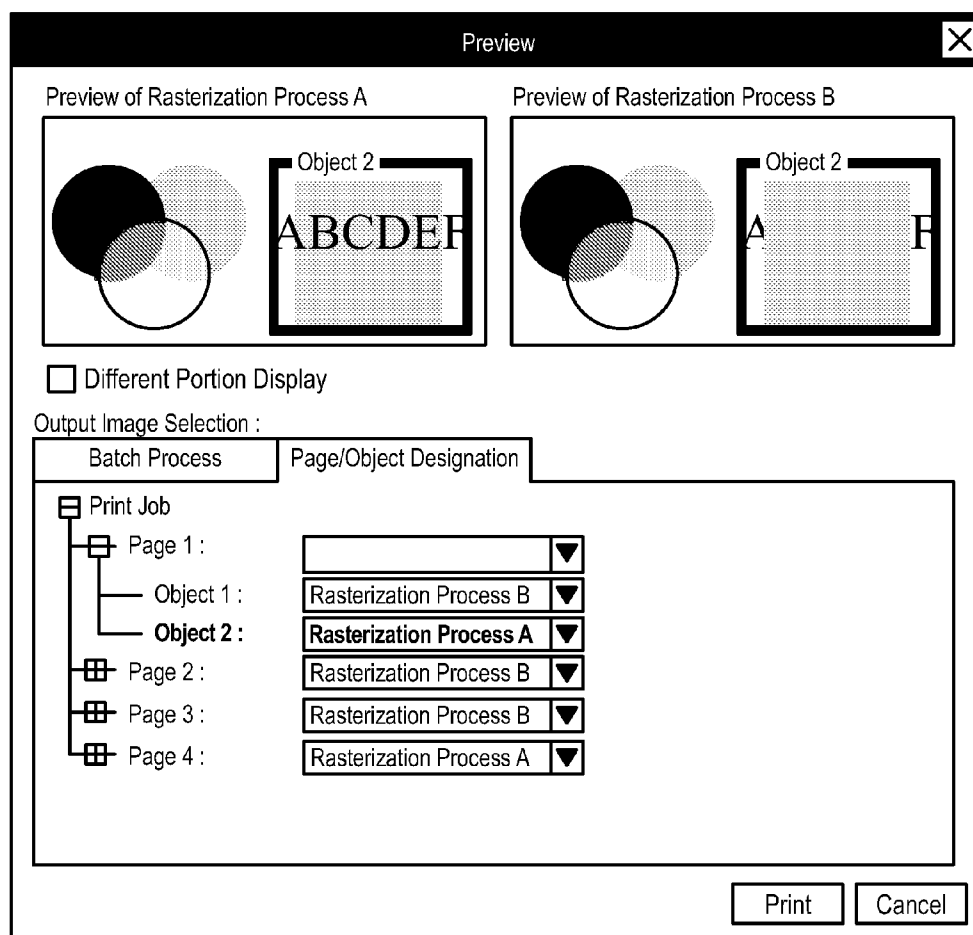 Preview
Preview of Rasterization Process A
Preview of Rasterization Process B
Object 2
ABCDEF
Object 2
A F
Different Portion Display
Output Image Selection :
Batch Process
Page/Object Designation
Print Job
Page 1 :
Object 1 : Rasterization Process B
Object 2 : Rasterization Process A
Page 2 : Rasterization Process B
Page 3 : Rasterization Process B
Page 4 : Rasterization Process A
Print
Cancel